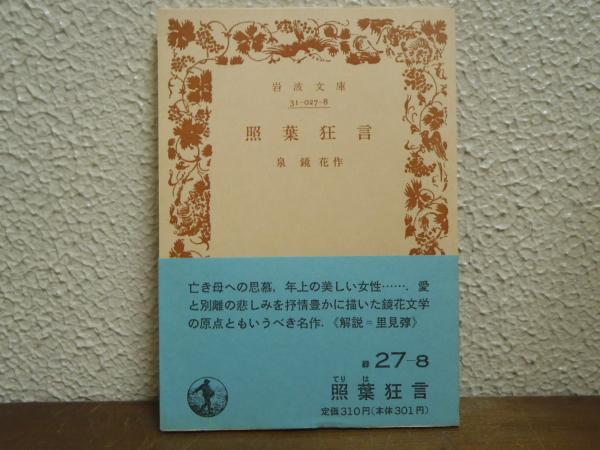 岩波文庫
31-027-8
照葉狂言
泉鏡花作
亡き母への思慕，年上の美しい女性……．愛
と別離の悲しみを抒情豊かに描いた鏡花文学
の原点ともいうべき名作．《解説＝里見弴》
緑 27-8
てりは
照葉狂言
定価310円(本体301円)